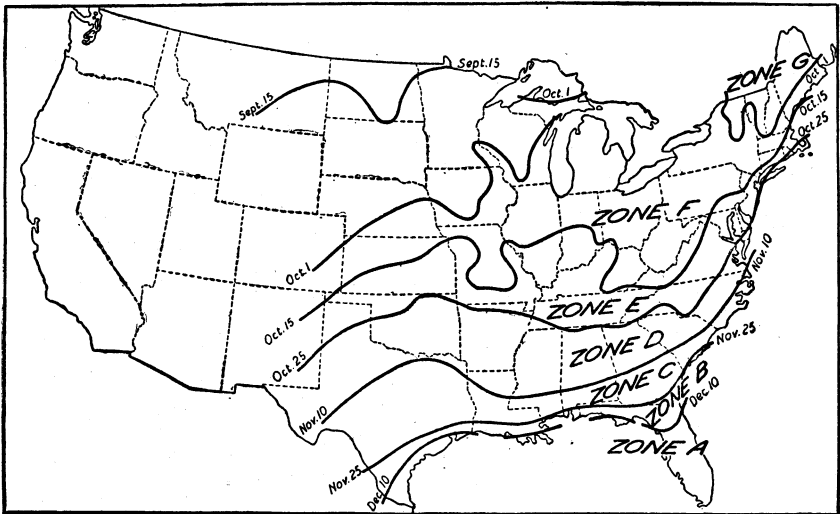 Sept.15
Sept.15
Oct.1
ZONE G
Oct.1
Oct.15
Oct.25
ZONE F
Nov.10
Oct.1
Oct.15
ZONE E
Oct.25
ZONE D
Nov.25
ZONE C
ZONE B
Dec.10
Nov.10
ZONE A
Nov.25
Dec.10